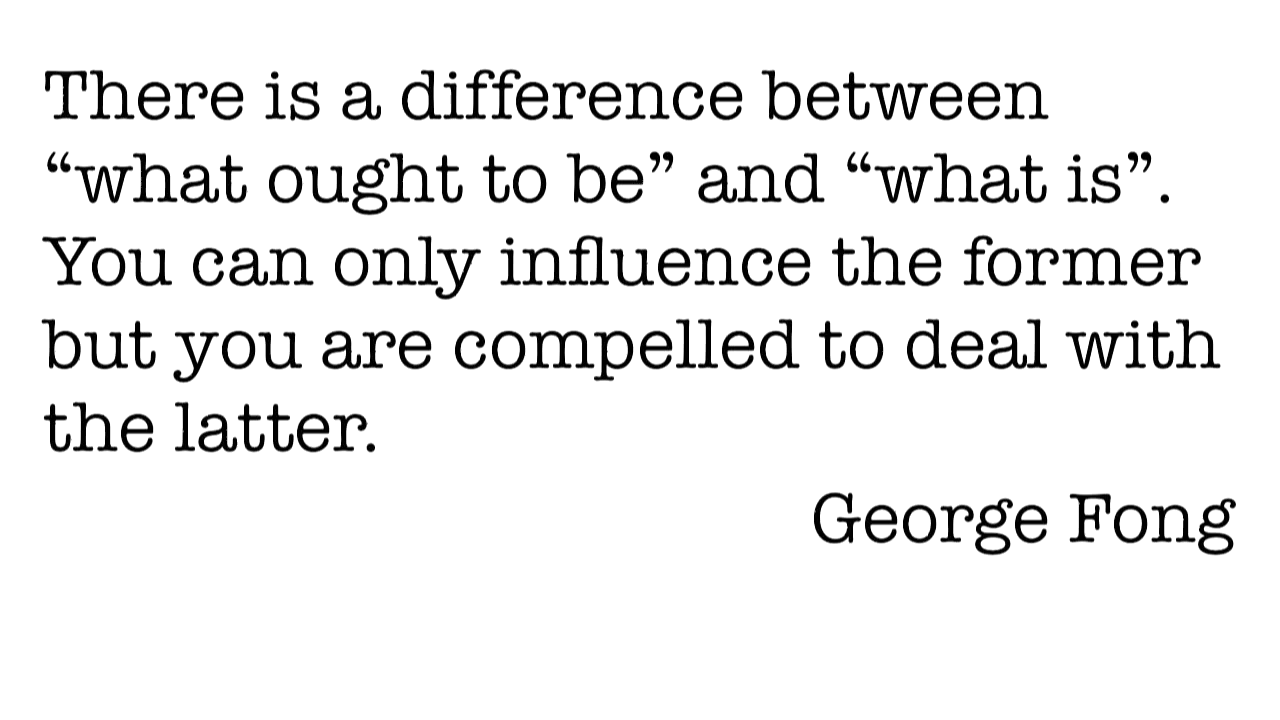 There is a difference between
“what ought to be” and “what is”.
You can only influence the former
but you are compelled to deal with
the latter.
George Fong